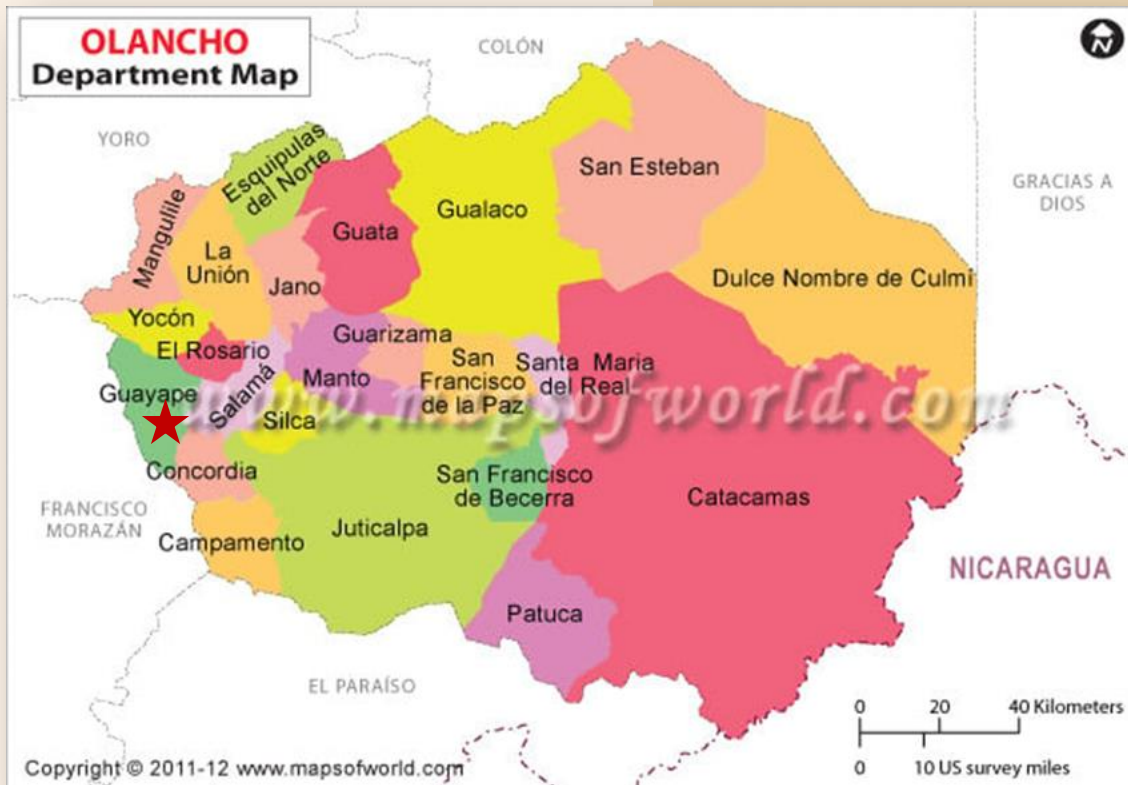 OLANCHO
Department Map
COLÓN
N
YORO
GRACIAS A
DIOS
Esquipulas
del Norte
San Esteban
Mangulile
La
Unión
Guata
Gualaco
Jano
Dulce Nombre de Culmi
Yocón
El Rosario
Guarizama
San
Francisco
de la Paz
Santa Maria
del Real
Guayape
Salamá
Manto
Silca
www.mapsofworld.com
Concordia
San Francisco
de Becerra
Catacamas
FRANCISCO
MORAZÁN
Campamento
Juticalpa
NICARAGUA
Patuca
EL PARAÍSO
0 20 40 Kilometers
0 10 US survey miles
Copyright © 2011-12 www.mapsofworld.com